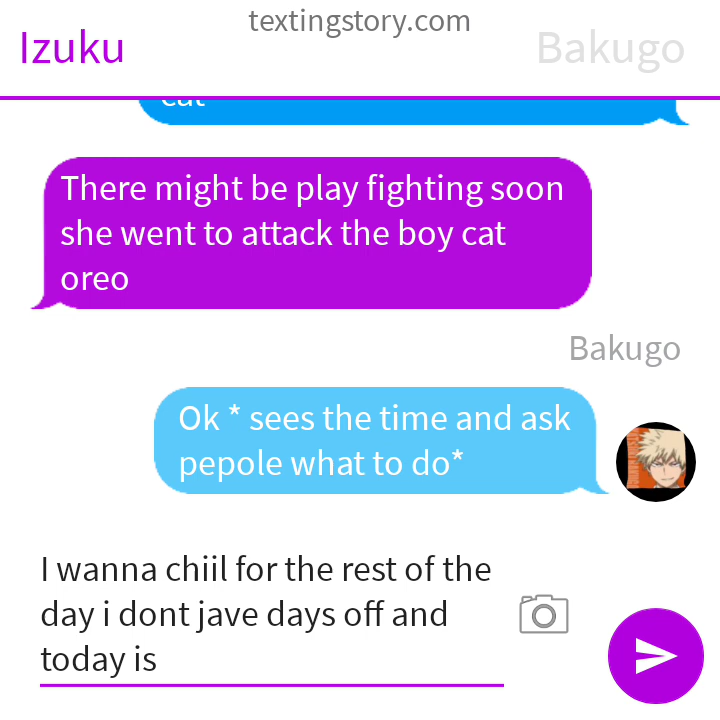 textingstory.com
Izuku
Bakugo
cat
There might be play fighting soon
she went to attack the boy cat
oreo
Bakugo
Ok * sees the time and ask
pepole what to do*
I wanna chiil for the rest of the
day i dont jave days off and
today is